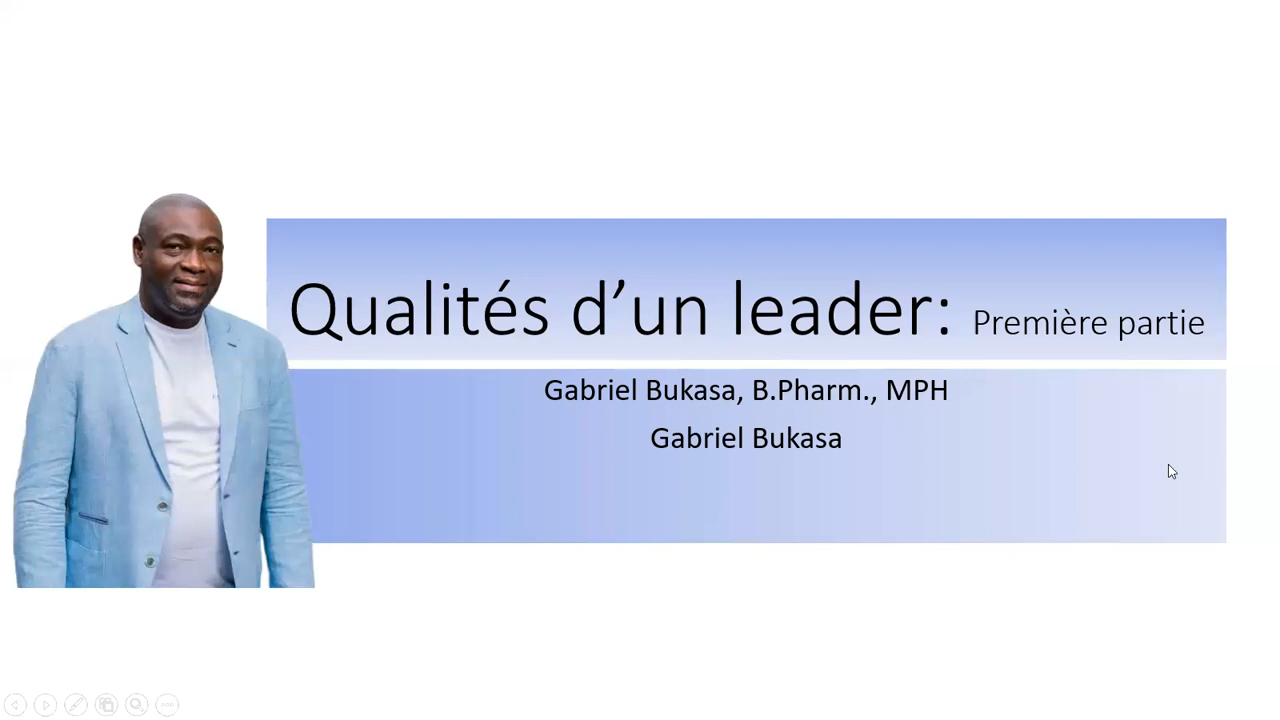 Qualités d’un leader: Première partie
Gabriel Bukasa, B.Pharm., MPH
Gabriel Bukasa